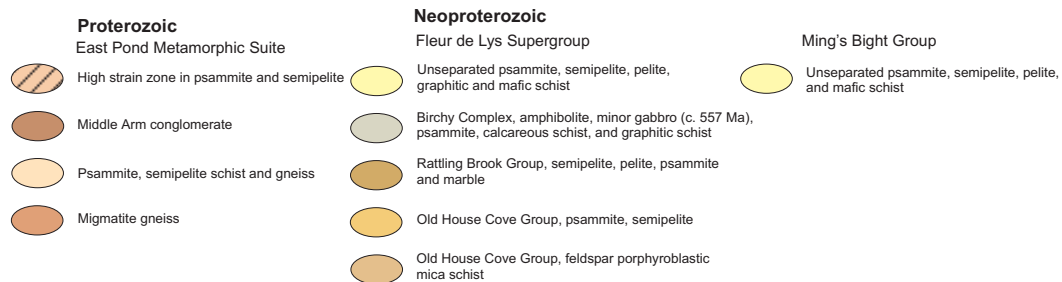 Proterozoic
East Pond Metamorphic Suite
High strain zone in psammite and semipelite
Middle Arm conglomerate
Psammite, semipelite schist and gneiss
Migmatite gneiss
Neoproterozoic
Fleur de Lys Supergroup
Unseparated psammite, semipelite, pelite,
graphitic and mafic schist
Birchy Complex, amphibolite, minor gabbro (c. 557 Ma),
psammite, calcareous schist, and graphitic schist
Rattling Brook Group, semipelite, pelite, psammite
and marble
Old House Cove Group, psammite, semipelite
Old House Cove Group, feldspar porphyroblastic
mica schist
Ming's Bight Group
Unseparated psammite, semipelite, pelite,
and mafic schist